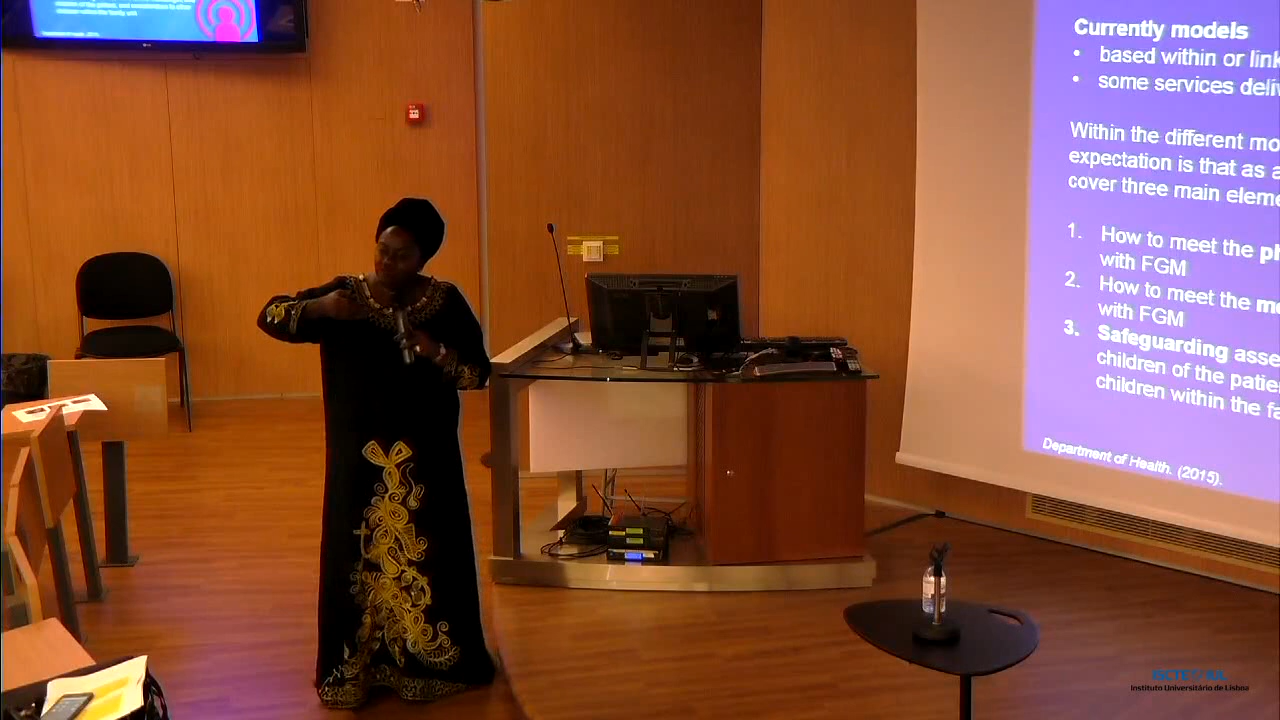 Currently models
• based within or link
• some services deliv
Within the different mo
expectation is that as a
cover three main eleme
1. How to meet the ph
with FGM
2. How to meet the me
with FGM
3. Safeguarding asse
children of the patie
children within the fa
Department of Health. (2015).
LG
Instituto Universitário de Lisboa